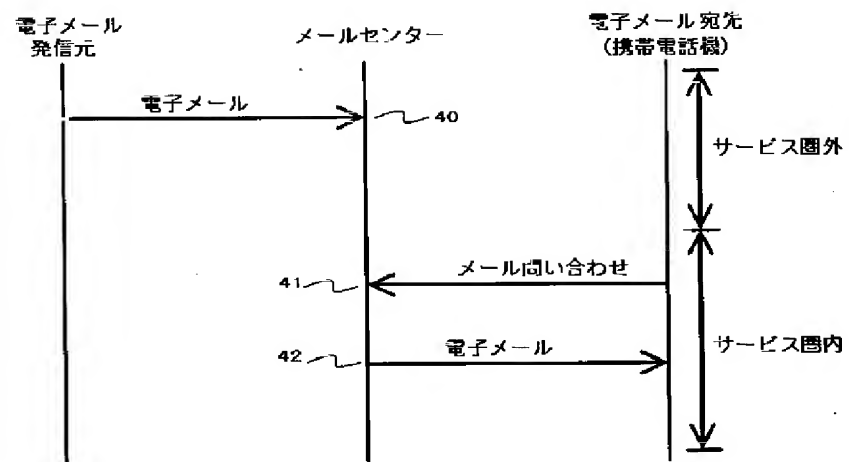 電子メール
発信元
メールセンター
電子メール宛先
(携帯電話機)
電子メール
40
サービス圏外
メール問い合わせ
41
電子メール
42
サービス圏内